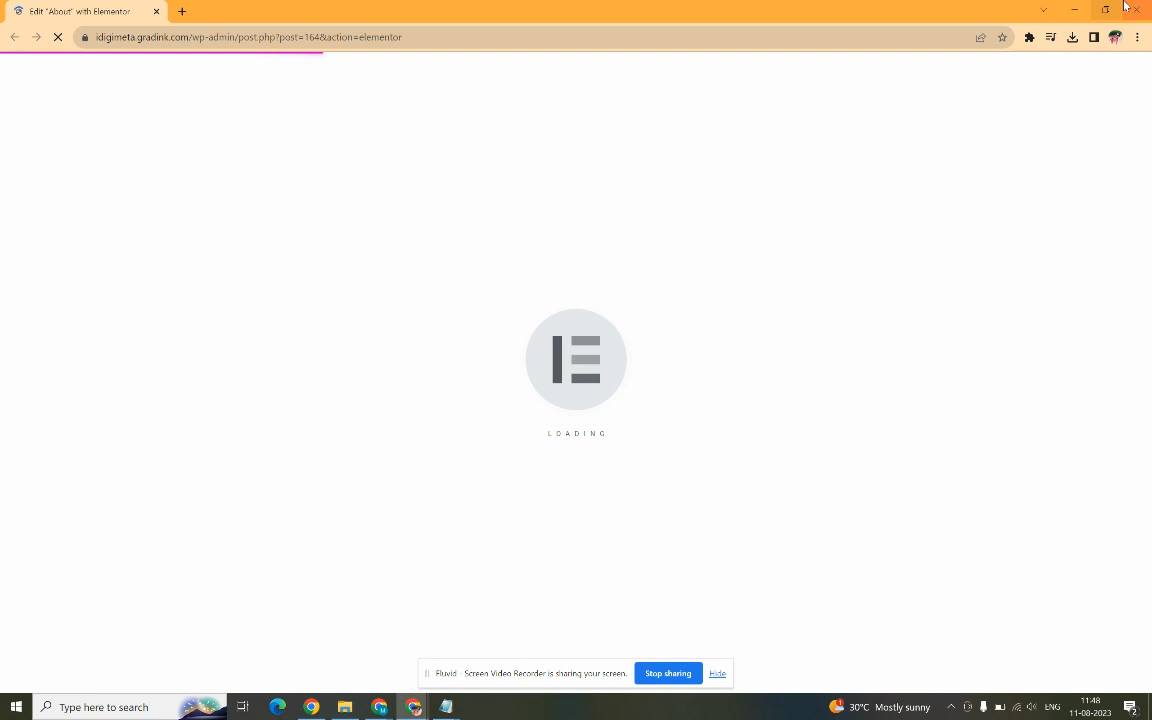 Edit "About" with Elementor
idigimeta.gradink.com/wp-admin/post.php?post=164&action=elementor
LOADING
Fluvid - Screen Video Recorder is sharing your screen.
Stop sharing
Hide
Type here to search
30°C Mostly sunny
ENG
11:48
11-08-2023
2